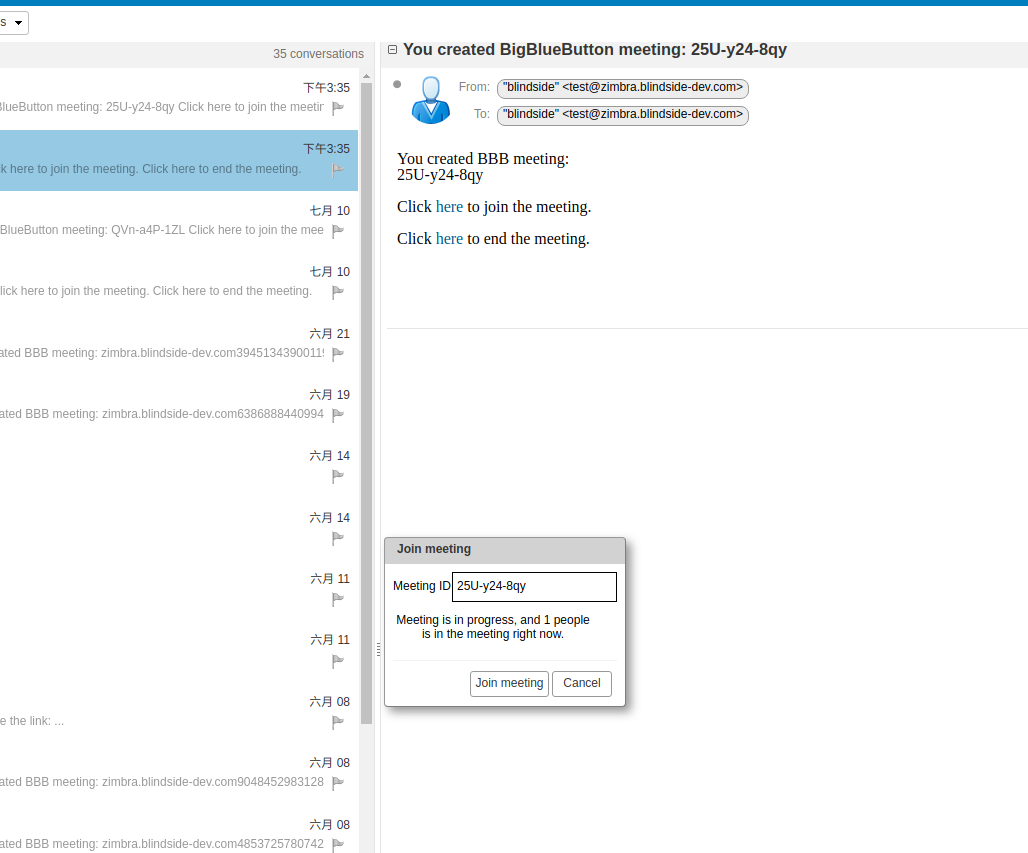 s
35 conversations
下午3:35
BlueButton meeting: 25U-y24-8qy Click here to join the meetin
下午3:35
k here to join the meeting. Click here to end the meeting.
七月 10
BlueButton meeting: QVn-a4P-1ZL Click here to join the mee
七月 10
lick here to join the meeting. Click here to end the meeting.
六月 21
ated BBB meeting: zimbra.blindside-dev.com39451343900119
六月 19
ated BBB meeting: zimbra.blindside-dev.com6386888440994
六月 14
六月 14
六月 11
六月 11
六月 08
e the link: ...
六月 08
ated BBB meeting: zimbra.blindside-dev.com9048452983128
六月 08
ated BBB meeting: zimbra.blindside-dev.com4853725780742
You created BigBlueButton meeting: 25U-y24-8qy
From: "blindside" <test@zimbra.blindside-dev.com>
To: "blindside" <test@zimbra.blindside-dev.com>
You created BBB meeting:
25U-y24-8qy
Click here to join the meeting.
Click here to end the meeting.
Join meeting
Meeting ID 25U-y24-8qy
Meeting is in progress, and 1 people
is in the meeting right now.
Join meeting Cancel